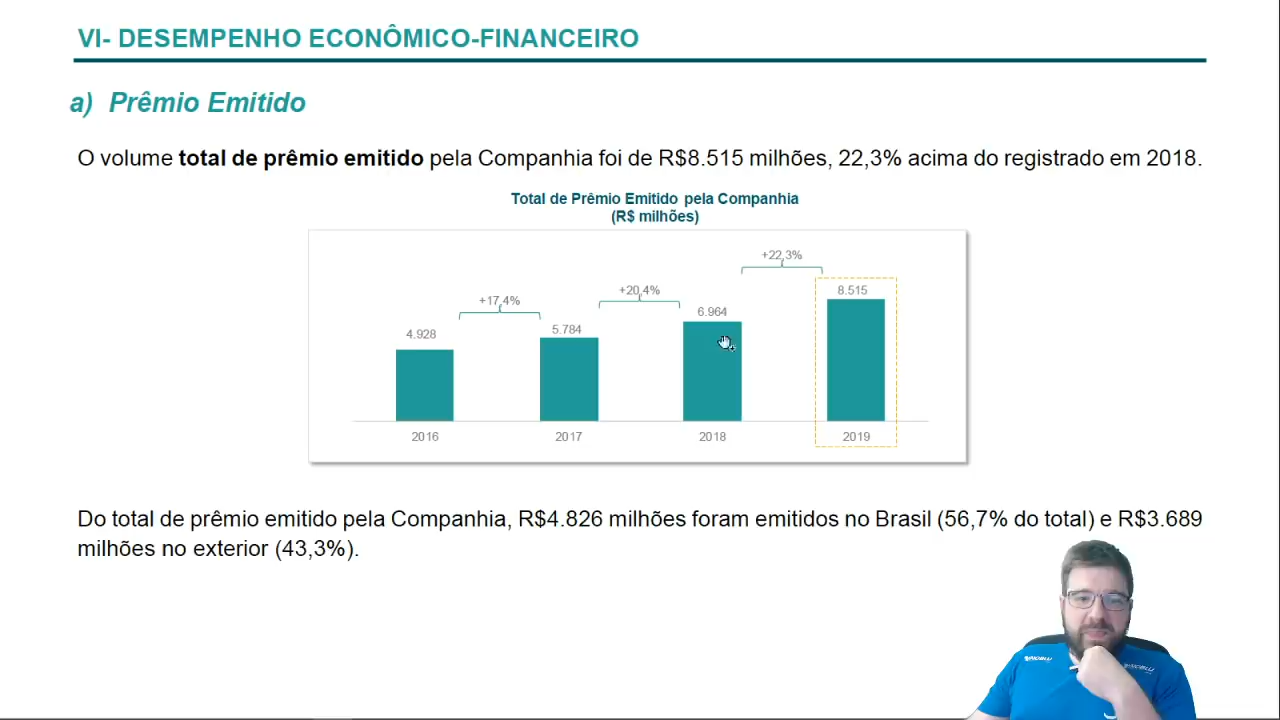 VI- DESEMPENHO ECONÔMICO-FINANCEIRO
a) Prêmio Emitido
O volume total de prêmio emitido pela Companhia foi de R$8.515 milhões, 22,3% acima do registrado em 2018.
Total de Prêmio Emitido pela Companhia
(R$ milhões)
+22,3%
+20,4%
8.515
+17,4%
6.964
5.784
4.928
2016 2017 2018 2019
Do total de prêmio emitido pela Companhia, R$4.826 milhões foram emitidos no Brasil (56,7% do total) e R$3.689
milhões no exterior (43,3%).